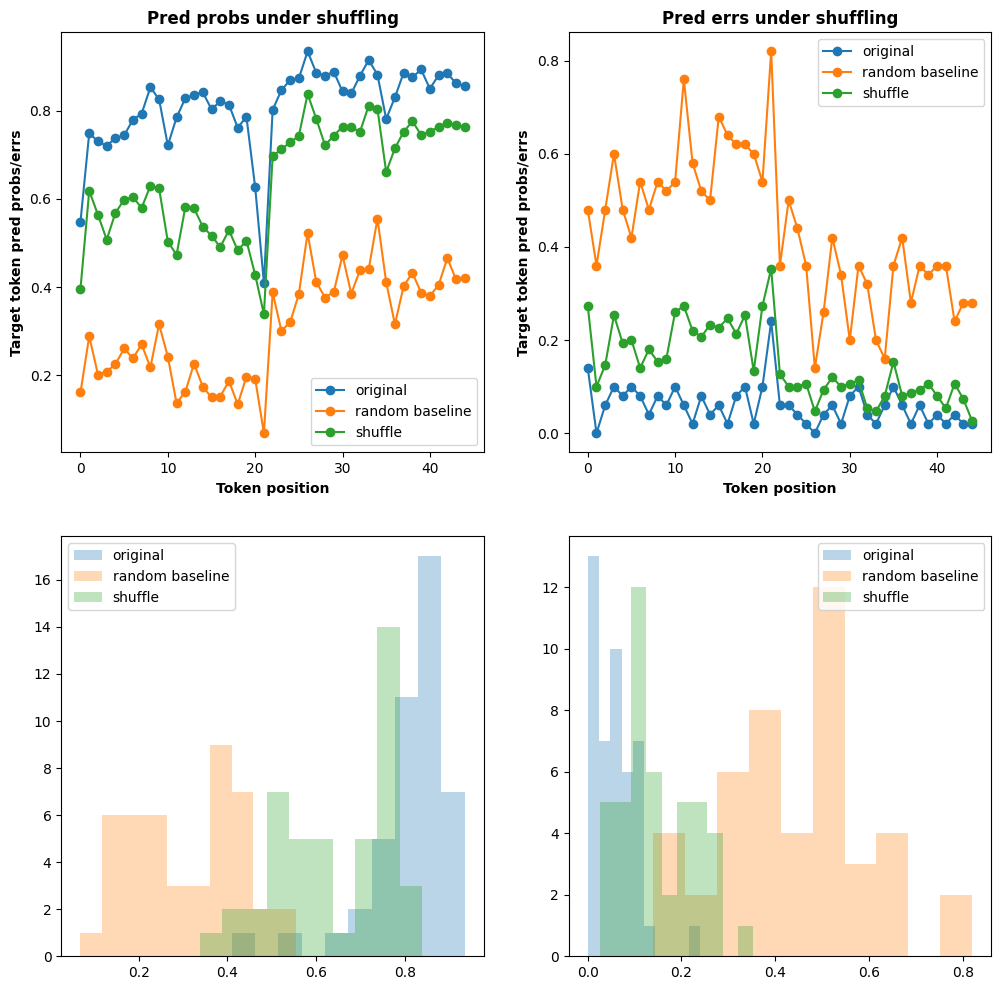 Pred probs under shuffling
Target token pred probs/errs
0.8
0.6
0.4
0.2
original
random baseline
shuffle
0
10
20
30
40
Token position
Pred errs under shuffling
Target token pred probs/errs
0.8
0.6
0.4
0.2
0.0
original
random baseline
shuffle
0
10
20
30
40
Token position
original
random baseline
shuffle
16
14
12
10
8
6
4
2
0
0.2
0.4
0.6
0.8
original
random baseline
shuffle
12
10
8
6
4
2
0
0.0
0.2
0.4
0.6
0.8